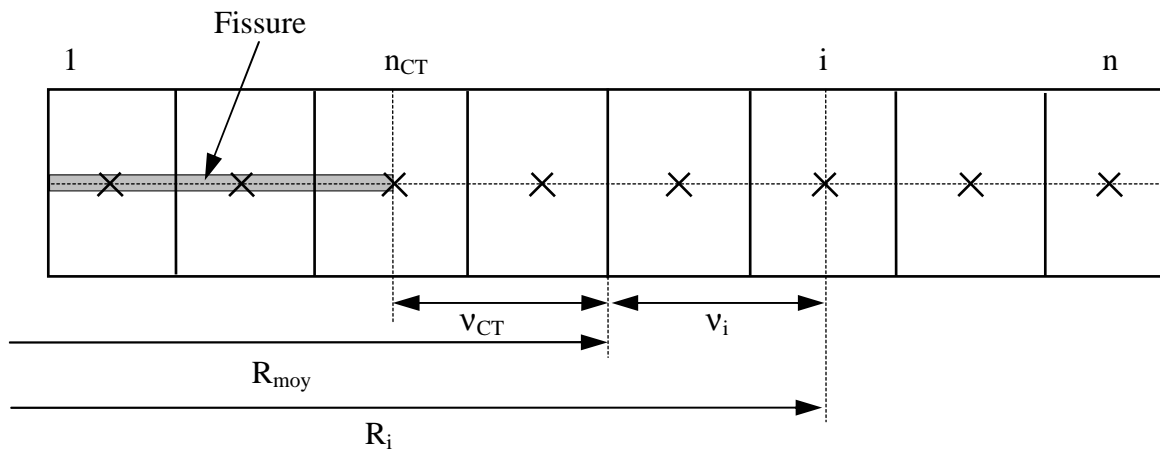 Fissure
1 n_CT i n
ν_CT ν_i
R_moy
R_i